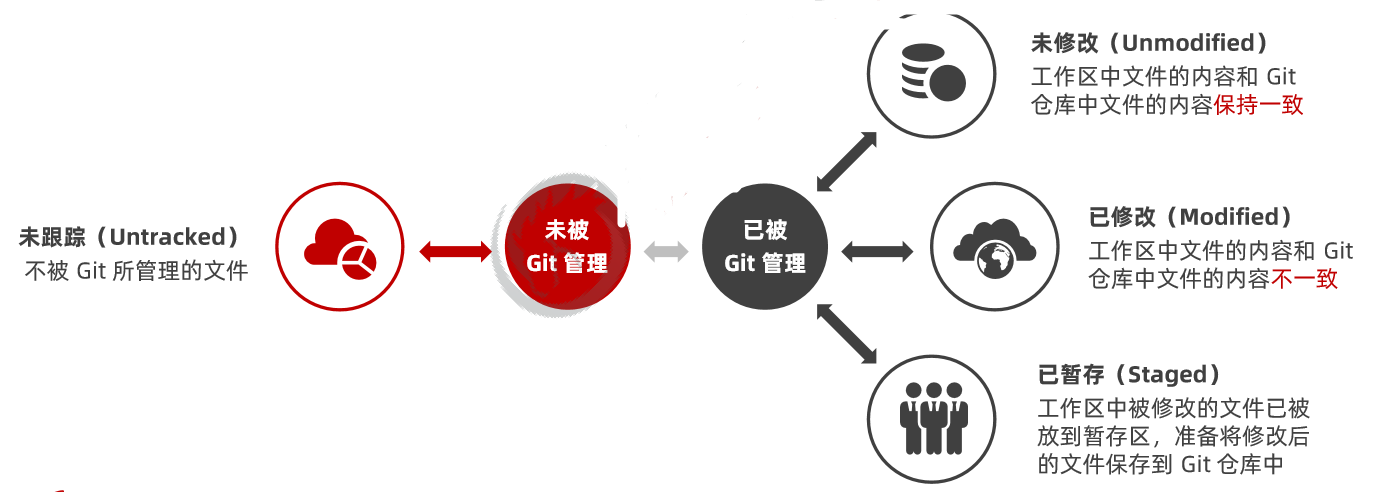 未跟踪（Untracked）
不被 Git 所管理的文件
未被
Git 管理
已被
Git 管理
未修改（Unmodified）
工作区中文件的内容和 Git
仓库中文件的内容保持一致
已修改（Modified）
工作区中文件的内容和 Git
仓库中文件的内容不一致
已暂存（Staged）
工作区中被修改的文件已被
放到暂存区，准备将修改后
的文件保存到 Git 仓库中